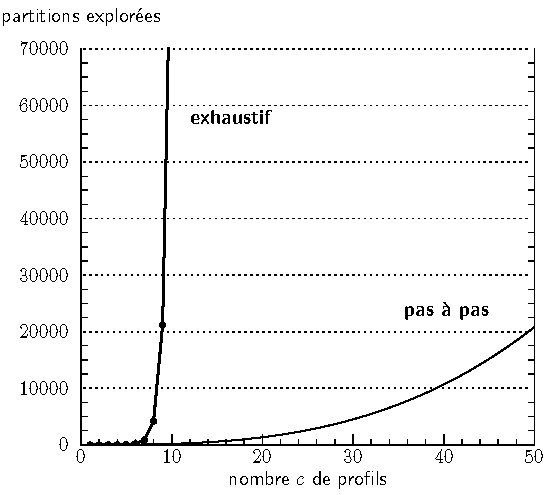 partitions explorées
70000
60000
exhaustif
50000
40000
30000
pas à pas
20000
10000
0
0 10 20 30 40 50
nombre c de profils